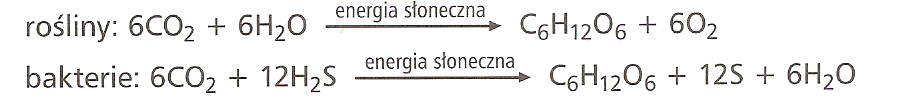 rośliny: 6CO₂ + 6H₂O energia słoneczna → C₆H₁₂O₆ + 6O₂
bakterie: 6CO₂ + 12H₂S energia słoneczna → C₆H₁₂O₆ + 12S + 6H₂O